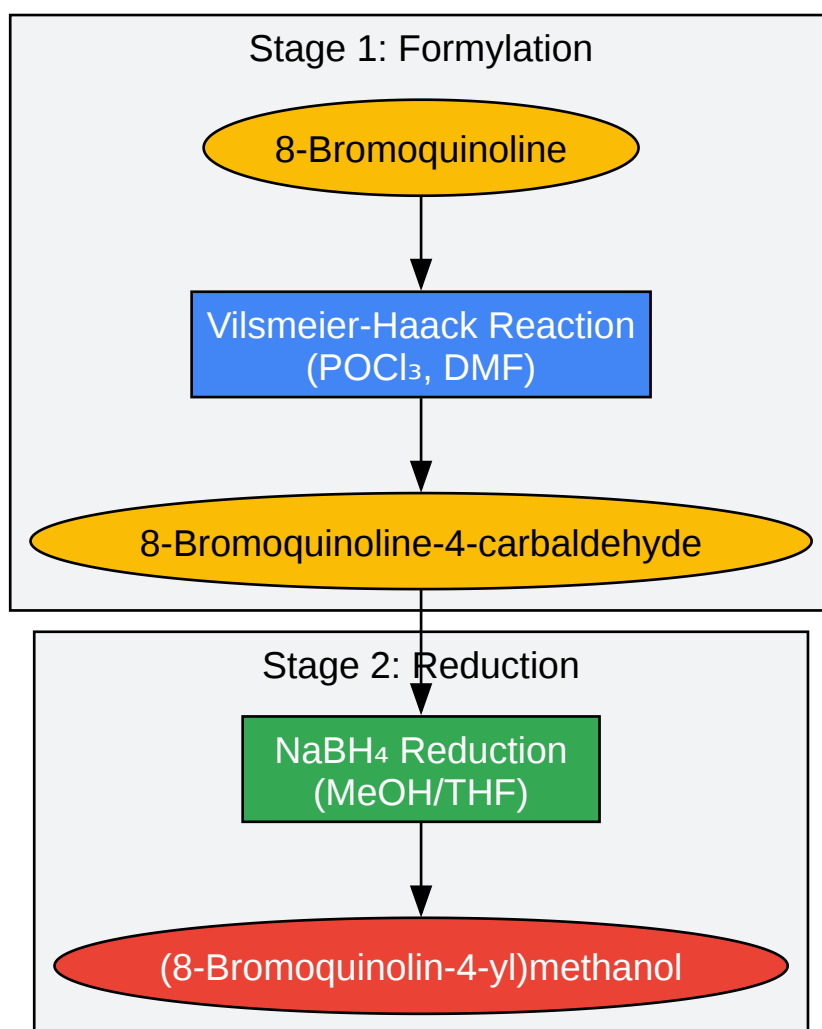 Stage 1: Formylation
8-Bromoquinoline
Vilsmeier-Haack Reaction
(POCl₃, DMF)
8-Bromoquinoline-4-carbaldehyde
Stage 2: Reduction
NaBH₄ Reduction
(MeOH/THF)
(8-Bromoquinolin-4-yl)methanol